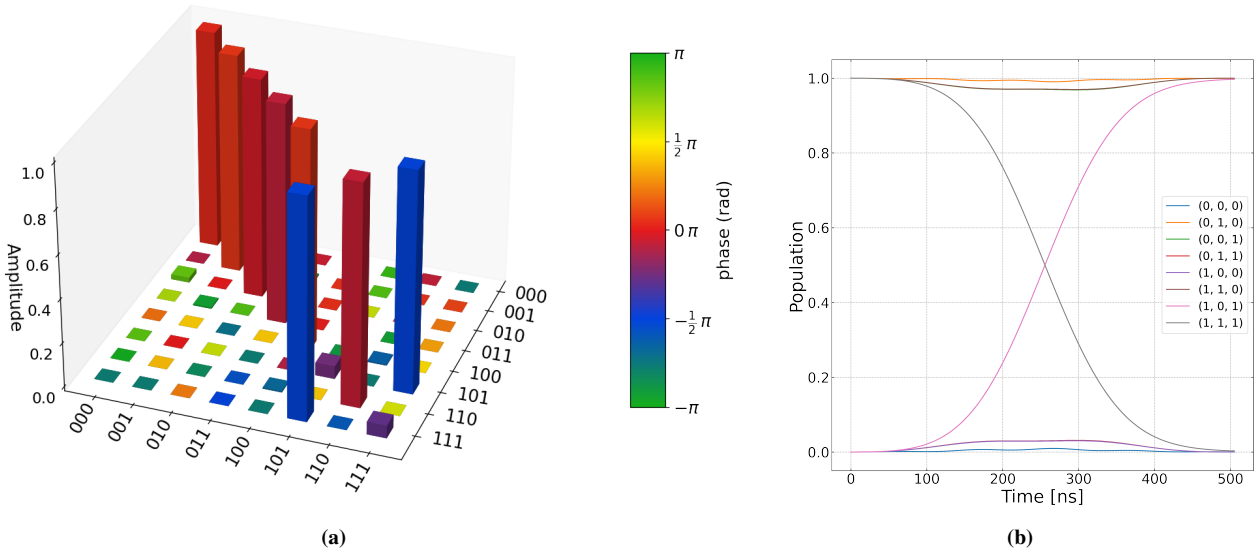 1.0
0.8
0.6
0.4
0.2
0.0
Amplitude
000
001
010
011
100
101
110
111
000
001
010
011
100
101
110
111
π
1/2 π
0 π
−1/2 π
−π
phase (rad)
(a)
1.0
0.8
0.6
0.4
0.2
0.0
Population
0 100 200 300 400 500
Time [ns]
(0, 0, 0)
(0, 1, 0)
(0, 0, 1)
(0, 1, 1)
(1, 0, 0)
(1, 1, 0)
(1, 0, 1)
(1, 1, 1)
(b)